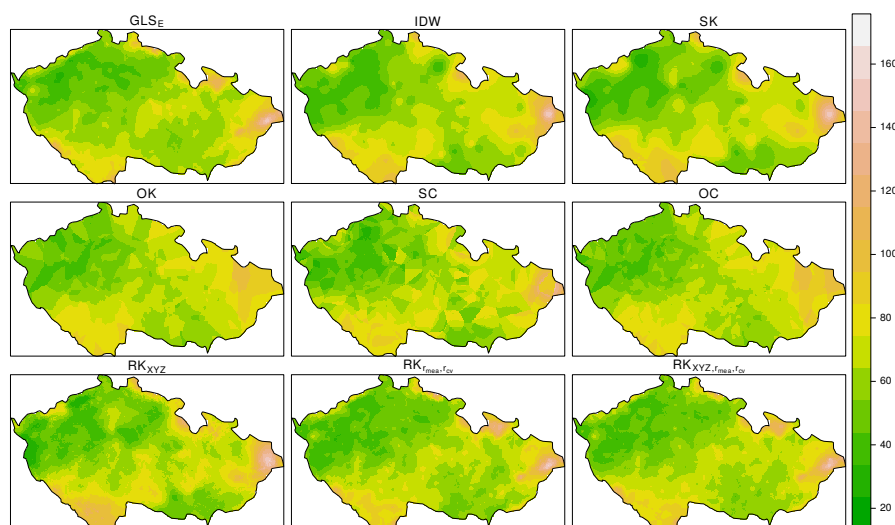 GLS_E IDW SK
OK SC OC
RK_XYZ RK_r_mea,r_cv RK_XYZ,r_mea,r_cv
160
140
120
100
80
60
40
20